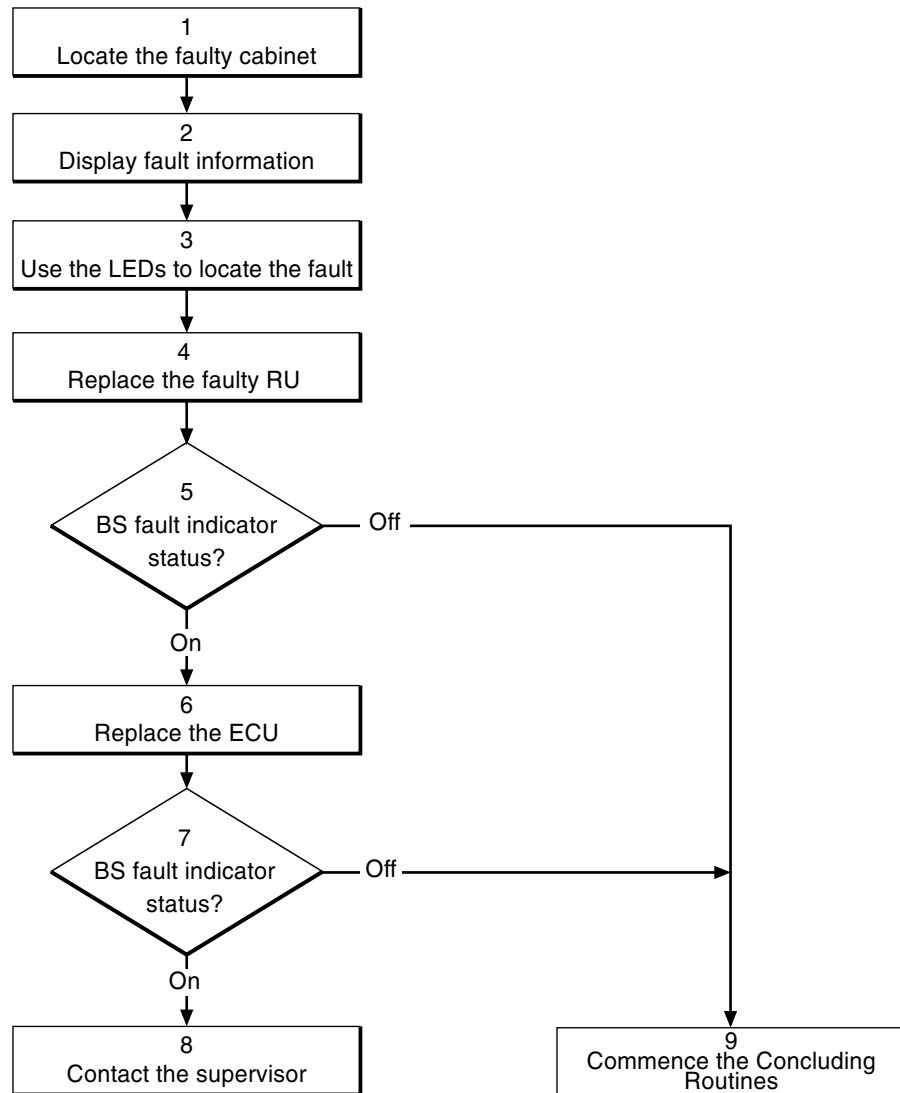 1
Locate the faulty cabinet
2
Display fault information
3
Use the LEDs to locate the fault
4
Replace the faulty RU
5
BS fault indicator
status?
Off
On
6
Replace the ECU
7
BS fault indicator
status?
Off
On
8
Contact the supervisor
9
Commence the Concluding
Routines